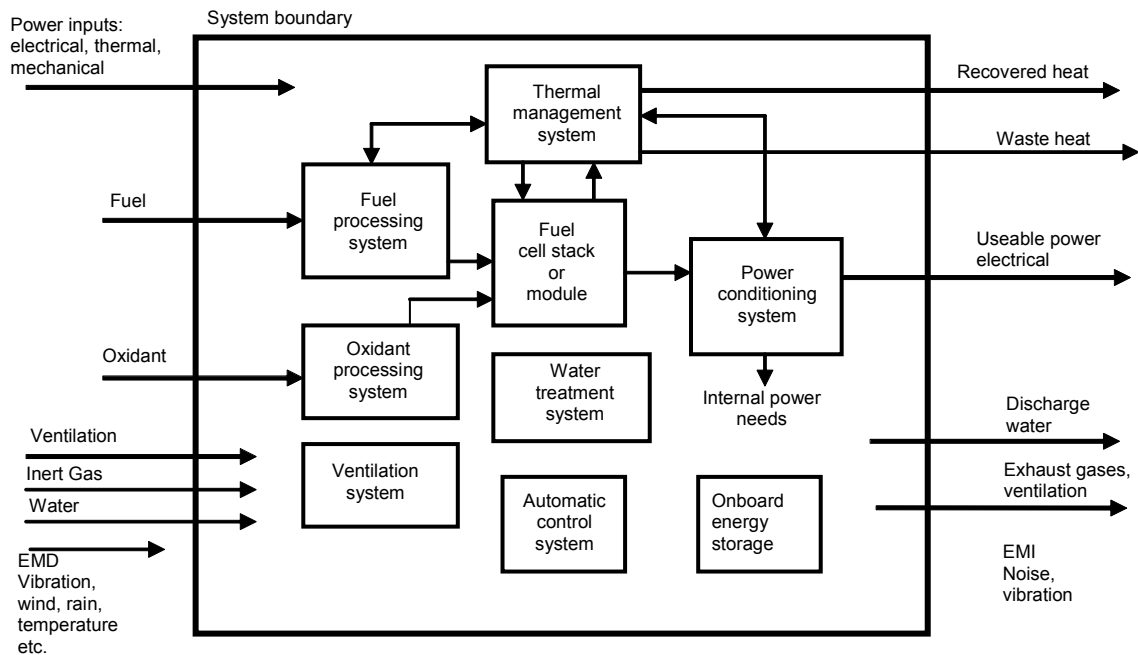 System boundary
Power inputs:
electrical, thermal,
mechanical
Recovered heat
Thermal
management
system
Waste heat
Fuel
Fuel
processing
system
Fuel
cell stack
or
module
Useable power
electrical
Power
conditioning
system
Oxidant
Oxidant
processing
system
Water
treatment
system
Internal power
needs
Discharge
water
Ventilation
Inert Gas
Water
Ventilation
system
Exhaust gases,
ventilation
Automatic
control
system
Onboard
energy
storage
EMD
Vibration,
wind, rain,
temperature
etc.
EMI
Noise,
vibration